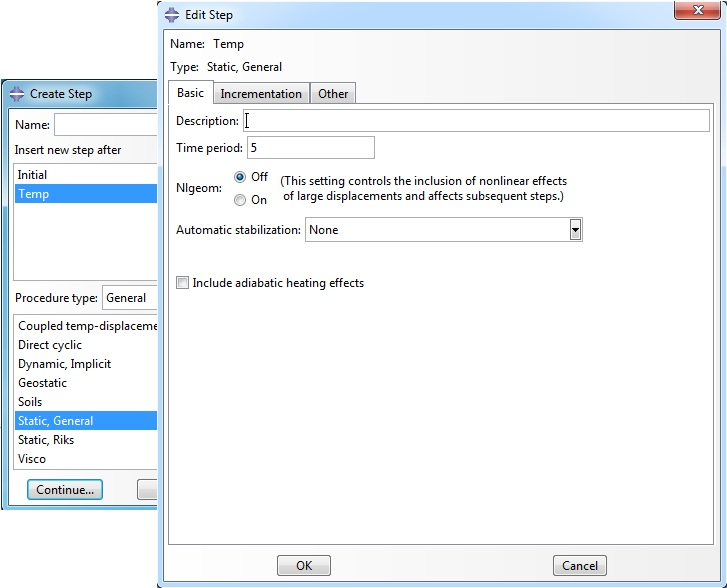 Edit Step
Name: Temp
Type: Static, General
Basic
Incrementation
Other
Description:
Time period: 5
Nlgeom:
Off
On
(This setting controls the inclusion of nonlinear effects
of large displacements and affects subsequent steps.)
Automatic stabilization: None
Include adiabatic heating effects
OK
Cancel
Create Step
Name:
Insert new step after
Initial
Temp
Procedure type: General
Coupled temp-displaceme
Direct cyclic
Dynamic, Implicit
Geostatic
Soils
Static, General
Static, Riks
Visco
Continue...